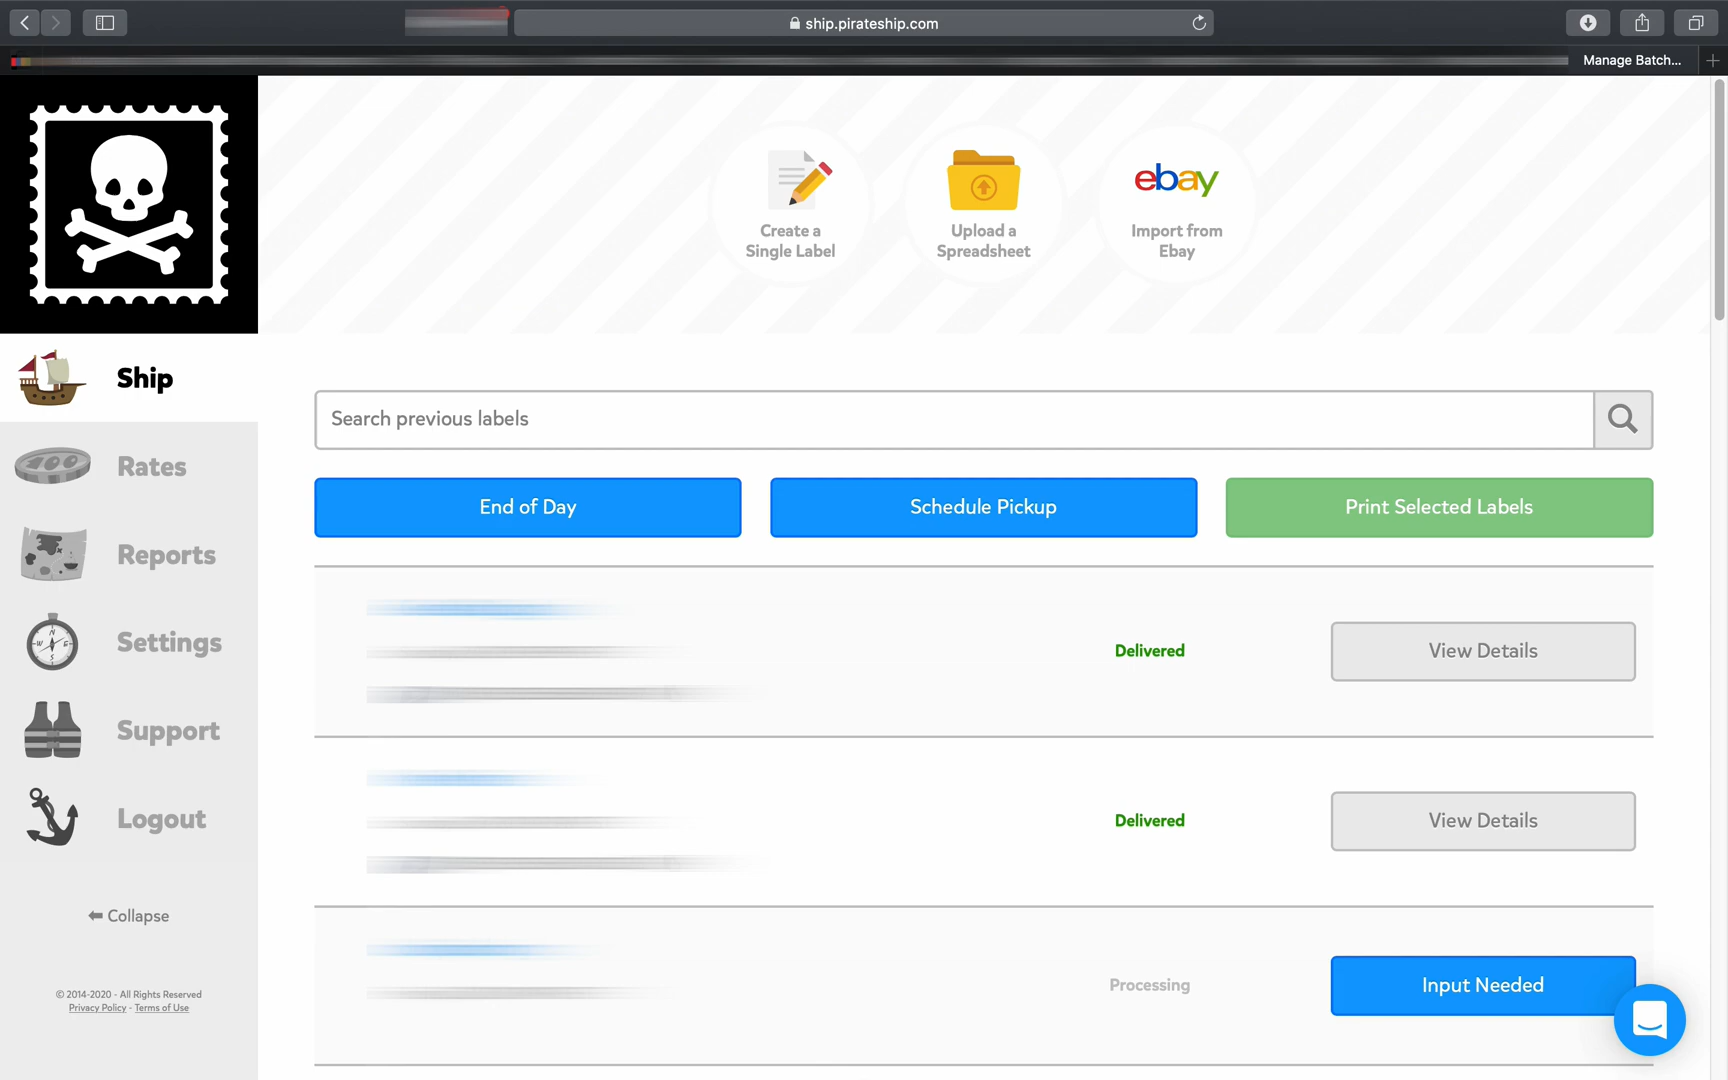 ship.pirateship.com
Manage Batch...
Create a
Single Label
Upload a
Spreadsheet
ebay
Import from
Ebay
Ship
Rates
Reports
Settings
Support
Logout
Collapse
© 2014-2020 - All Rights Reserved
Privacy Policy - Terms of Use
Search previous labels
End of Day
Schedule Pickup
Print Selected Labels
Delivered
View Details
Delivered
View Details
Processing
Input Needed